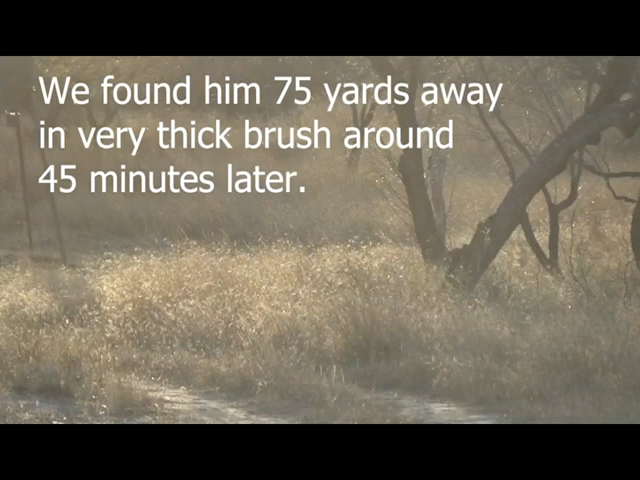 We found him 75 yards away
in very thick brush around
45 minutes later.